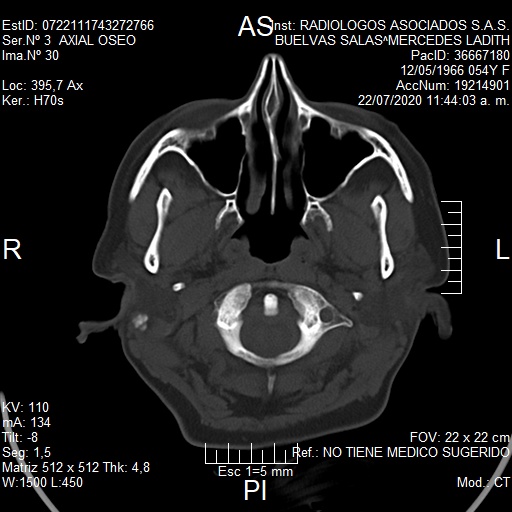 EstID: 0722111743272766
Ser.Nº 3 AXIAL OSEO
Ima.Nº 30
Loc: 395,7 Ax
Ker.: H70s
AS
Inst: RADIOLOGOS ASOCIADOS S.A.S.
BUELVAS SALAS^MERCEDES LADITH
PacID: 36667180
12/05/1966 054Y F
AccNum: 19214901
22/07/2020 11:44:03 a. m.
R
L
KV: 110
mA: 134
Tilt: -8
Seg: 1,5
Matriz 512 x 512 Thk: 4,8
W:1500 L:450
Esc 1=5 mm
PI
FOV: 22 x 22 cm
Ref.: NO TIENE MEDICO SUGERIDO
Mod.: CT